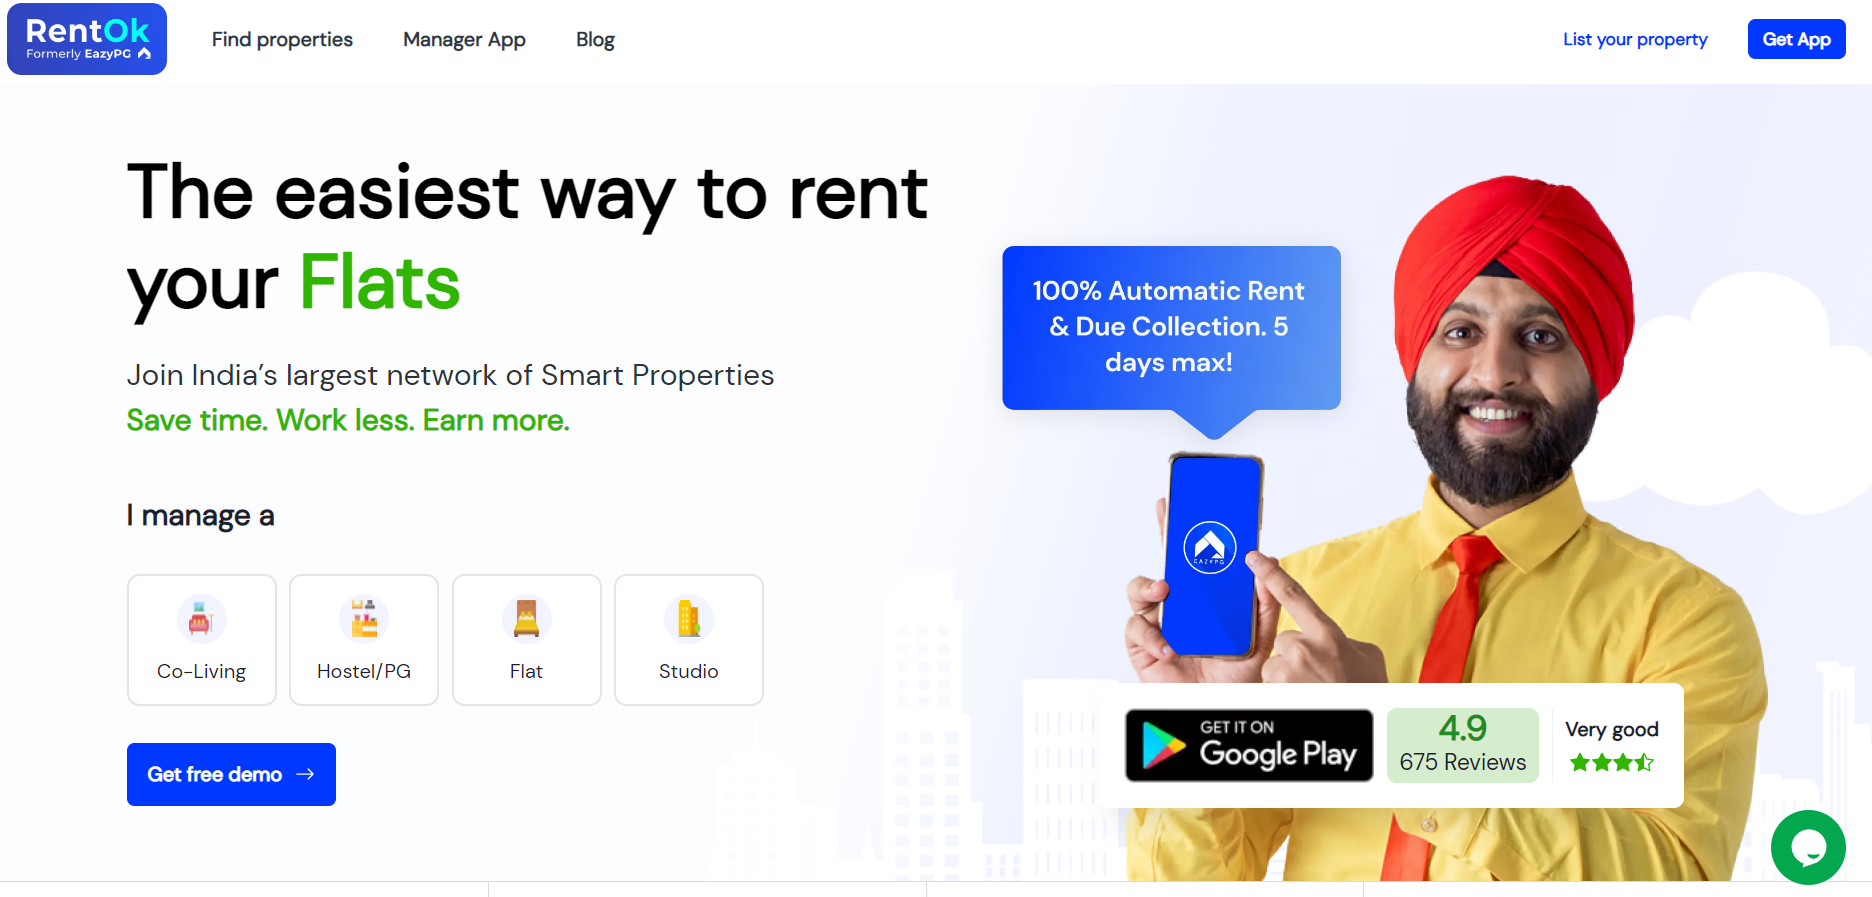 RentOk
Formerly EazyPG
Find properties
Manager App
Blog
List your property
Get App
The easiest way to rent
your Flats
Join India’s largest network of Smart Properties
Save time. Work less. Earn more.
I manage a
Co-Living
Hostel/PG
Flat
Studio
Get free demo
100% Automatic Rent
& Due Collection. 5
days max!
EAZYPG
GET IT ON
Google Play
4.9
675 Reviews
Very good